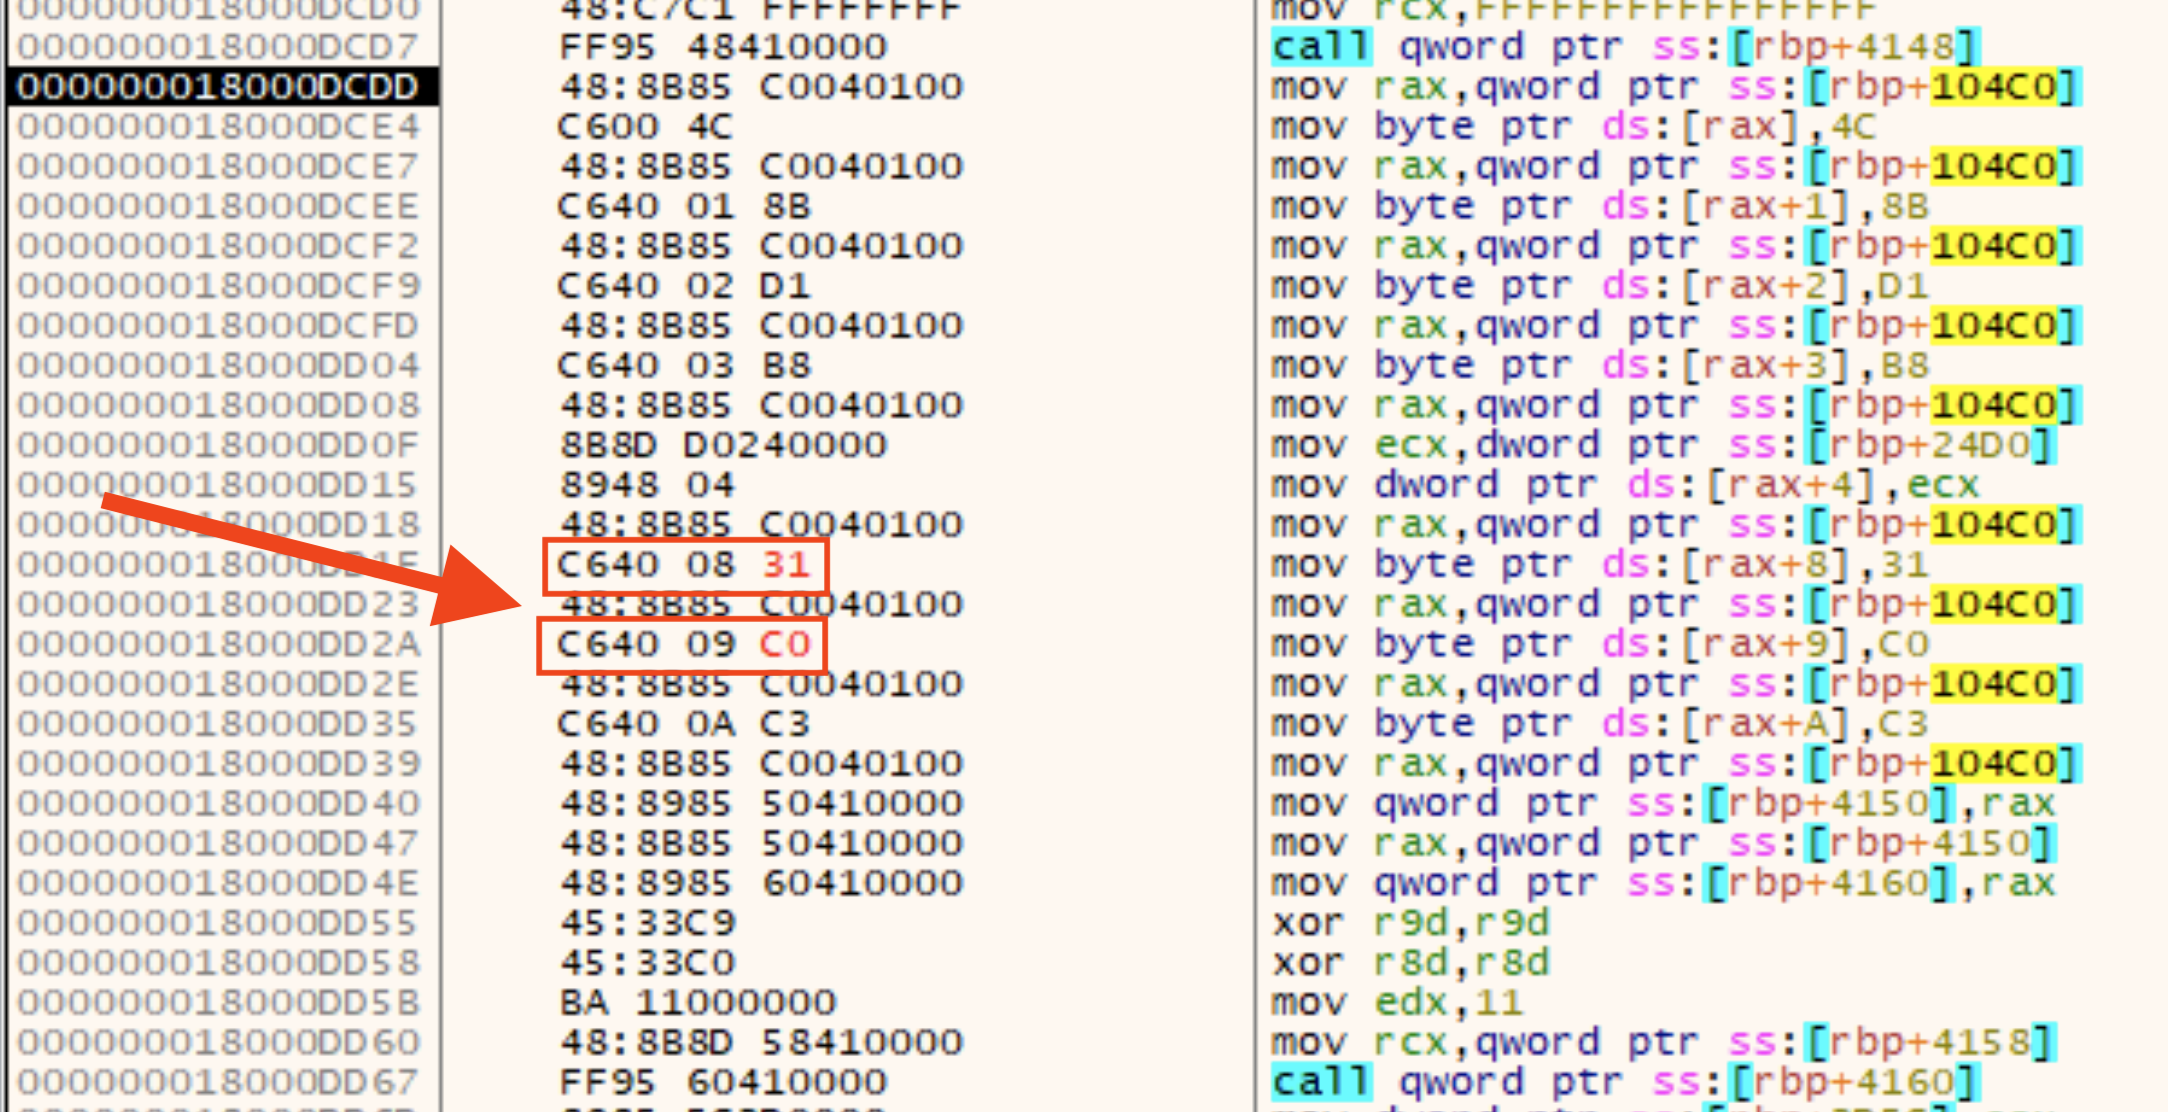 000000018000DCD0 48:C7C1 FFFFFFFF mov rcx,FFFFFFFFFFFFFFFF
000000018000DCD7 FF95 48410000 call qword ptr ss:[rbp+4148]
000000018000DCDD 48:8B85 C0040100 mov rax,qword ptr ss:[rbp+104C0]
000000018000DCE4 C600 4C mov byte ptr ds:[rax],4C
000000018000DCE7 48:8B85 C0040100 mov rax,qword ptr ss:[rbp+104C0]
000000018000DCEE C640 01 8B mov byte ptr ds:[rax+1],8B
000000018000DCF2 48:8B85 C0040100 mov rax,qword ptr ss:[rbp+104C0]
000000018000DCF9 C640 02 D1 mov byte ptr ds:[rax+2],D1
000000018000DCFD 48:8B85 C0040100 mov rax,qword ptr ss:[rbp+104C0]
000000018000DD04 C640 03 B8 mov byte ptr ds:[rax+3],B8
000000018000DD08 48:8B85 C0040100 mov rax,qword ptr ss:[rbp+104C0]
000000018000DD0F 8B8D D0240000 mov ecx,dword ptr ss:[rbp+24D0]
000000018000DD15 8948 04 mov dword ptr ds:[rax+4],ecx
000000018000DD18 48:8B85 C0040100 mov rax,qword ptr ss:[rbp+104C0]
000000018000DD1F C640 08 31 mov byte ptr ds:[rax+8],31
000000018000DD23 48:8B85 C0040100 mov rax,qword ptr ss:[rbp+104C0]
000000018000DD2A C640 09 C0 mov byte ptr ds:[rax+9],C0
000000018000DD2E 48:8B85 C0040100 mov rax,qword ptr ss:[rbp+104C0]
000000018000DD35 C640 0A C3 mov byte ptr ds:[rax+A],C3
000000018000DD39 48:8B85 C0040100 mov rax,qword ptr ss:[rbp+104C0]
000000018000DD40 48:8985 50410000 mov qword ptr ss:[rbp+4150],rax
000000018000DD47 48:8B85 50410000 mov rax,qword ptr ss:[rbp+4150]
000000018000DD4E 48:8985 60410000 mov qword ptr ss:[rbp+4160],rax
000000018000DD55 45:33C9 xor r9d,r9d
000000018000DD58 45:33C0 xor r8d,r8d
000000018000DD5B BA 11000000 mov edx,11
000000018000DD60 48:8B8D 58410000 mov rcx,qword ptr ss:[rbp+4158]
000000018000DD67 FF95 60410000 call qword ptr ss:[rbp+4160]